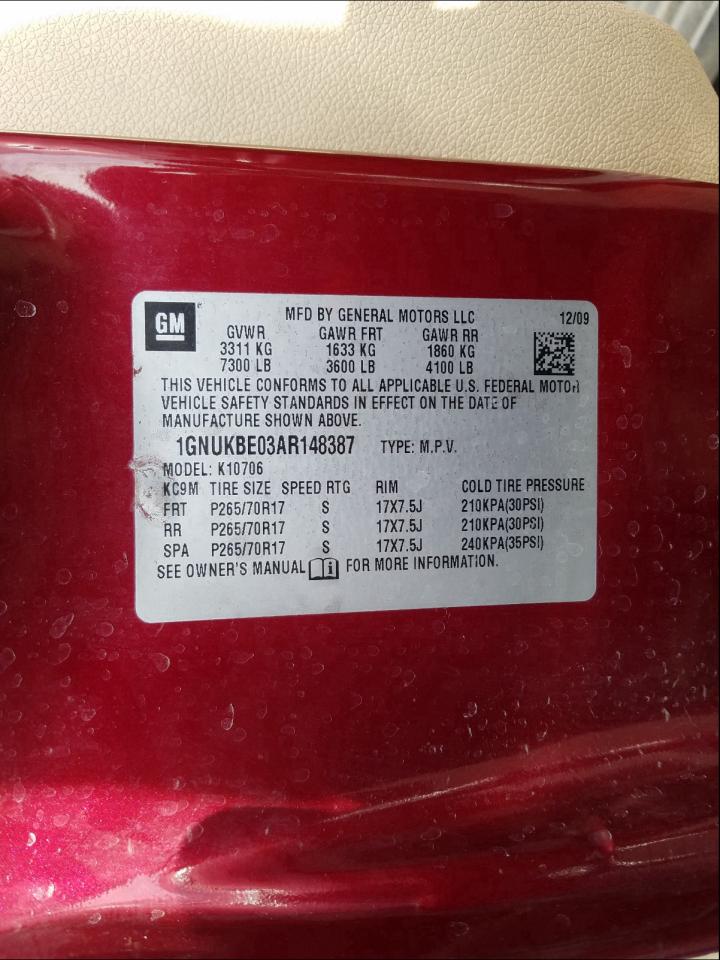 GM
MFD BY GENERAL MOTORS LLC 12/09
GVWR GAWR FRT GAWR RR
3311 KG 1633 KG 1860 KG
7300 LB 3600 LB 4100 LB
THIS VEHICLE CONFORMS TO ALL APPLICABLE U.S. FEDERAL MOTOR
VEHICLE SAFETY STANDARDS IN EFFECT ON THE DATE OF
MANUFACTURE SHOWN ABOVE.
1GNUKBE03AR148387 TYPE: M.P.V.
MODEL: K10706
KC9M TIRE SIZE SPEED RTG RIM COLD TIRE PRESSURE
FRT P265/70R17 S 17X7.5J 210KPA(30PSI)
RR P265/70R17 S 17X7.5J 210KPA(30PSI)
SPA P265/70R17 S 17X7.5J 240KPA(35PSI)
SEE OWNER'S MANUAL FOR MORE INFORMATION.